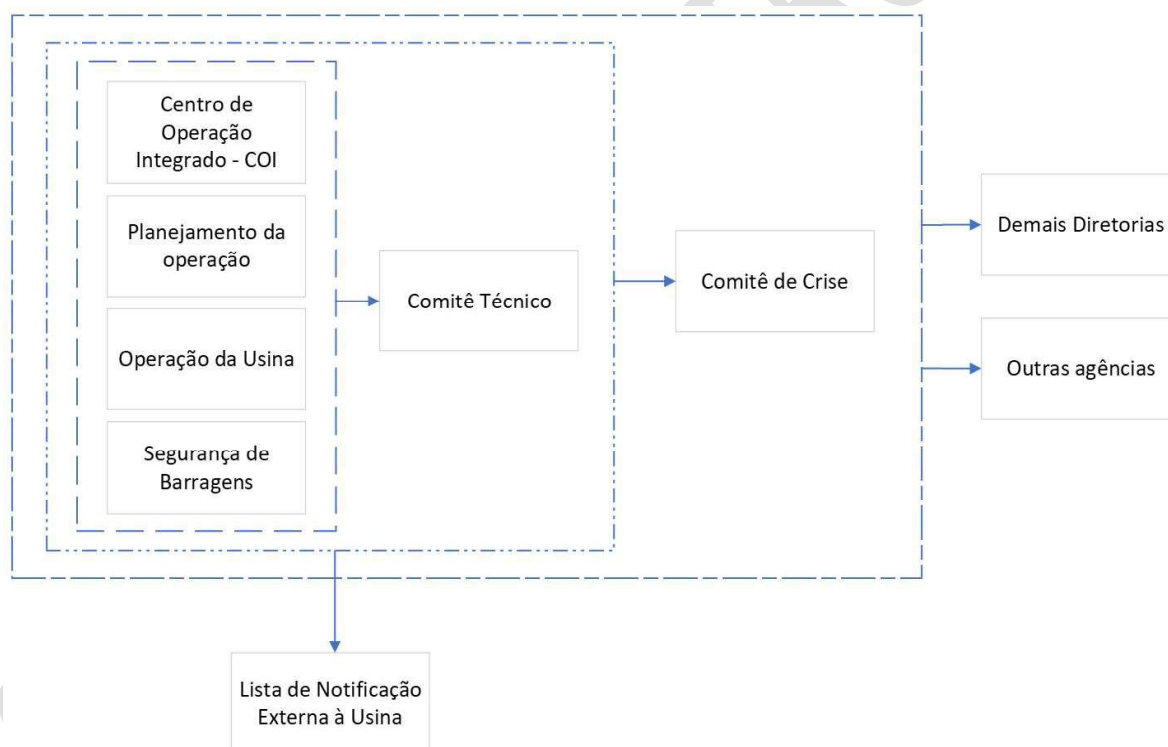 Centro de
Operação
Integrado - COI
Planejamento da
operação
Operação da Usina
Segurança de
Barragens
Comitê Técnico
Comitê de Crise
Demais Diretorias
Outras agências
Lista de Notificação
Externa à Usina